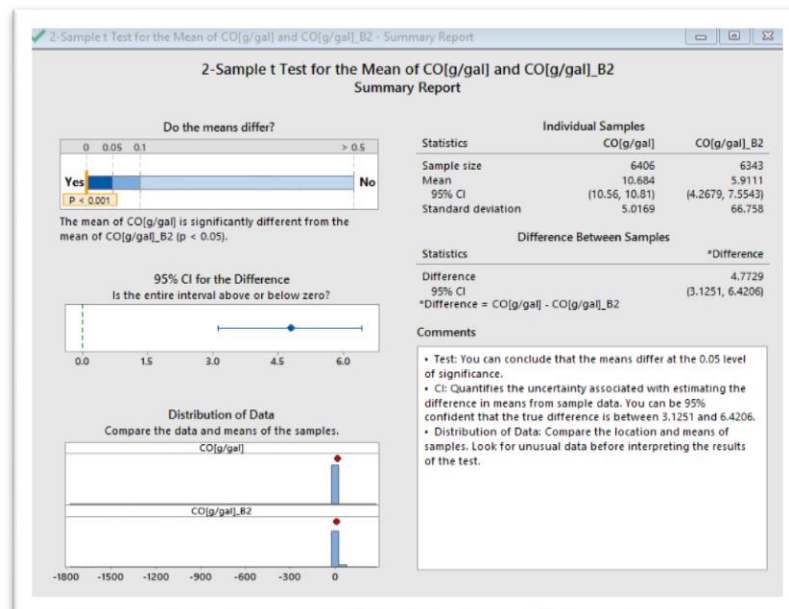 2-Sample t Test for the Mean of CO[g/gal] and CO[g/gal]_B2 - Summary Report
2-Sample t Test for the Mean of CO[g/gal] and CO[g/gal]_B2
Summary Report
Do the means differ?
0 0.05 0.1 > 0.5
Yes No
P < 0.001
The mean of CO[g/gal] is significantly different from the
mean of CO[g/gal]_B2 (p < 0.05).
95% CI for the Difference
Is the entire interval above or below zero?
0.0 1.5 3.0 4.5 6.0
Distribution of Data
Compare the data and means of the samples.
CO[g/gal]
CO[g/gal]_B2
-1800 -1500 -1200 -900 -600 -300 0
Individual Samples
Statistics CO[g/gal] CO[g/gal]_B2
Sample size 6406 6343
Mean 10.684 5.9111
95% CI (10.56, 10.81) (4.2679, 7.5543)
Standard deviation 5.0169 66.758
Difference Between Samples
Statistics *Difference
Difference 4.7729
95% CI (3.1251, 6.4206)
*Difference = CO[g/gal] - CO[g/gal]_B2
Comments
• Test: You can conclude that the means differ at the 0.05 level
of significance.
• CI: Quantifies the uncertainty associated with estimating the
difference in means from sample data. You can be 95%
confident that the true difference is between 3.1251 and 6.4206.
• Distribution of Data: Compare the location and means of
samples. Look for unusual data before interpreting the results
of the test.